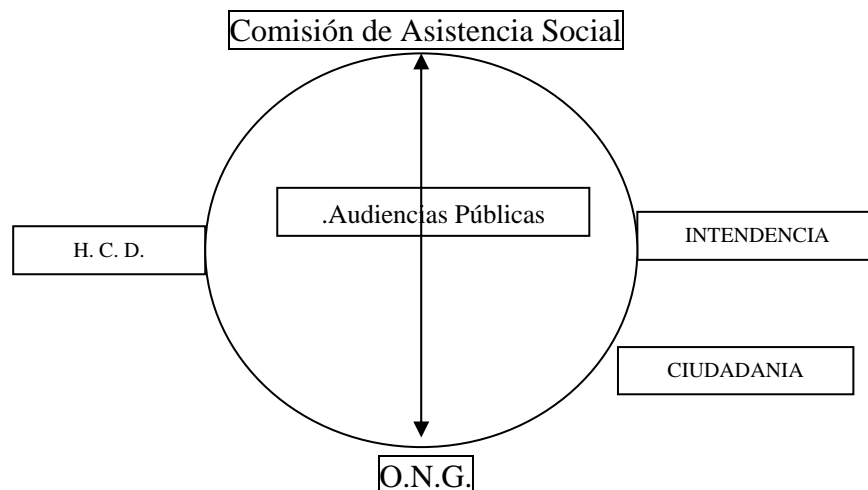 Comisión de Asistencia Social
.Audiencias Públicas
H. C. D.
INTENDENCIA
CIUDADANIA
O.N.G.